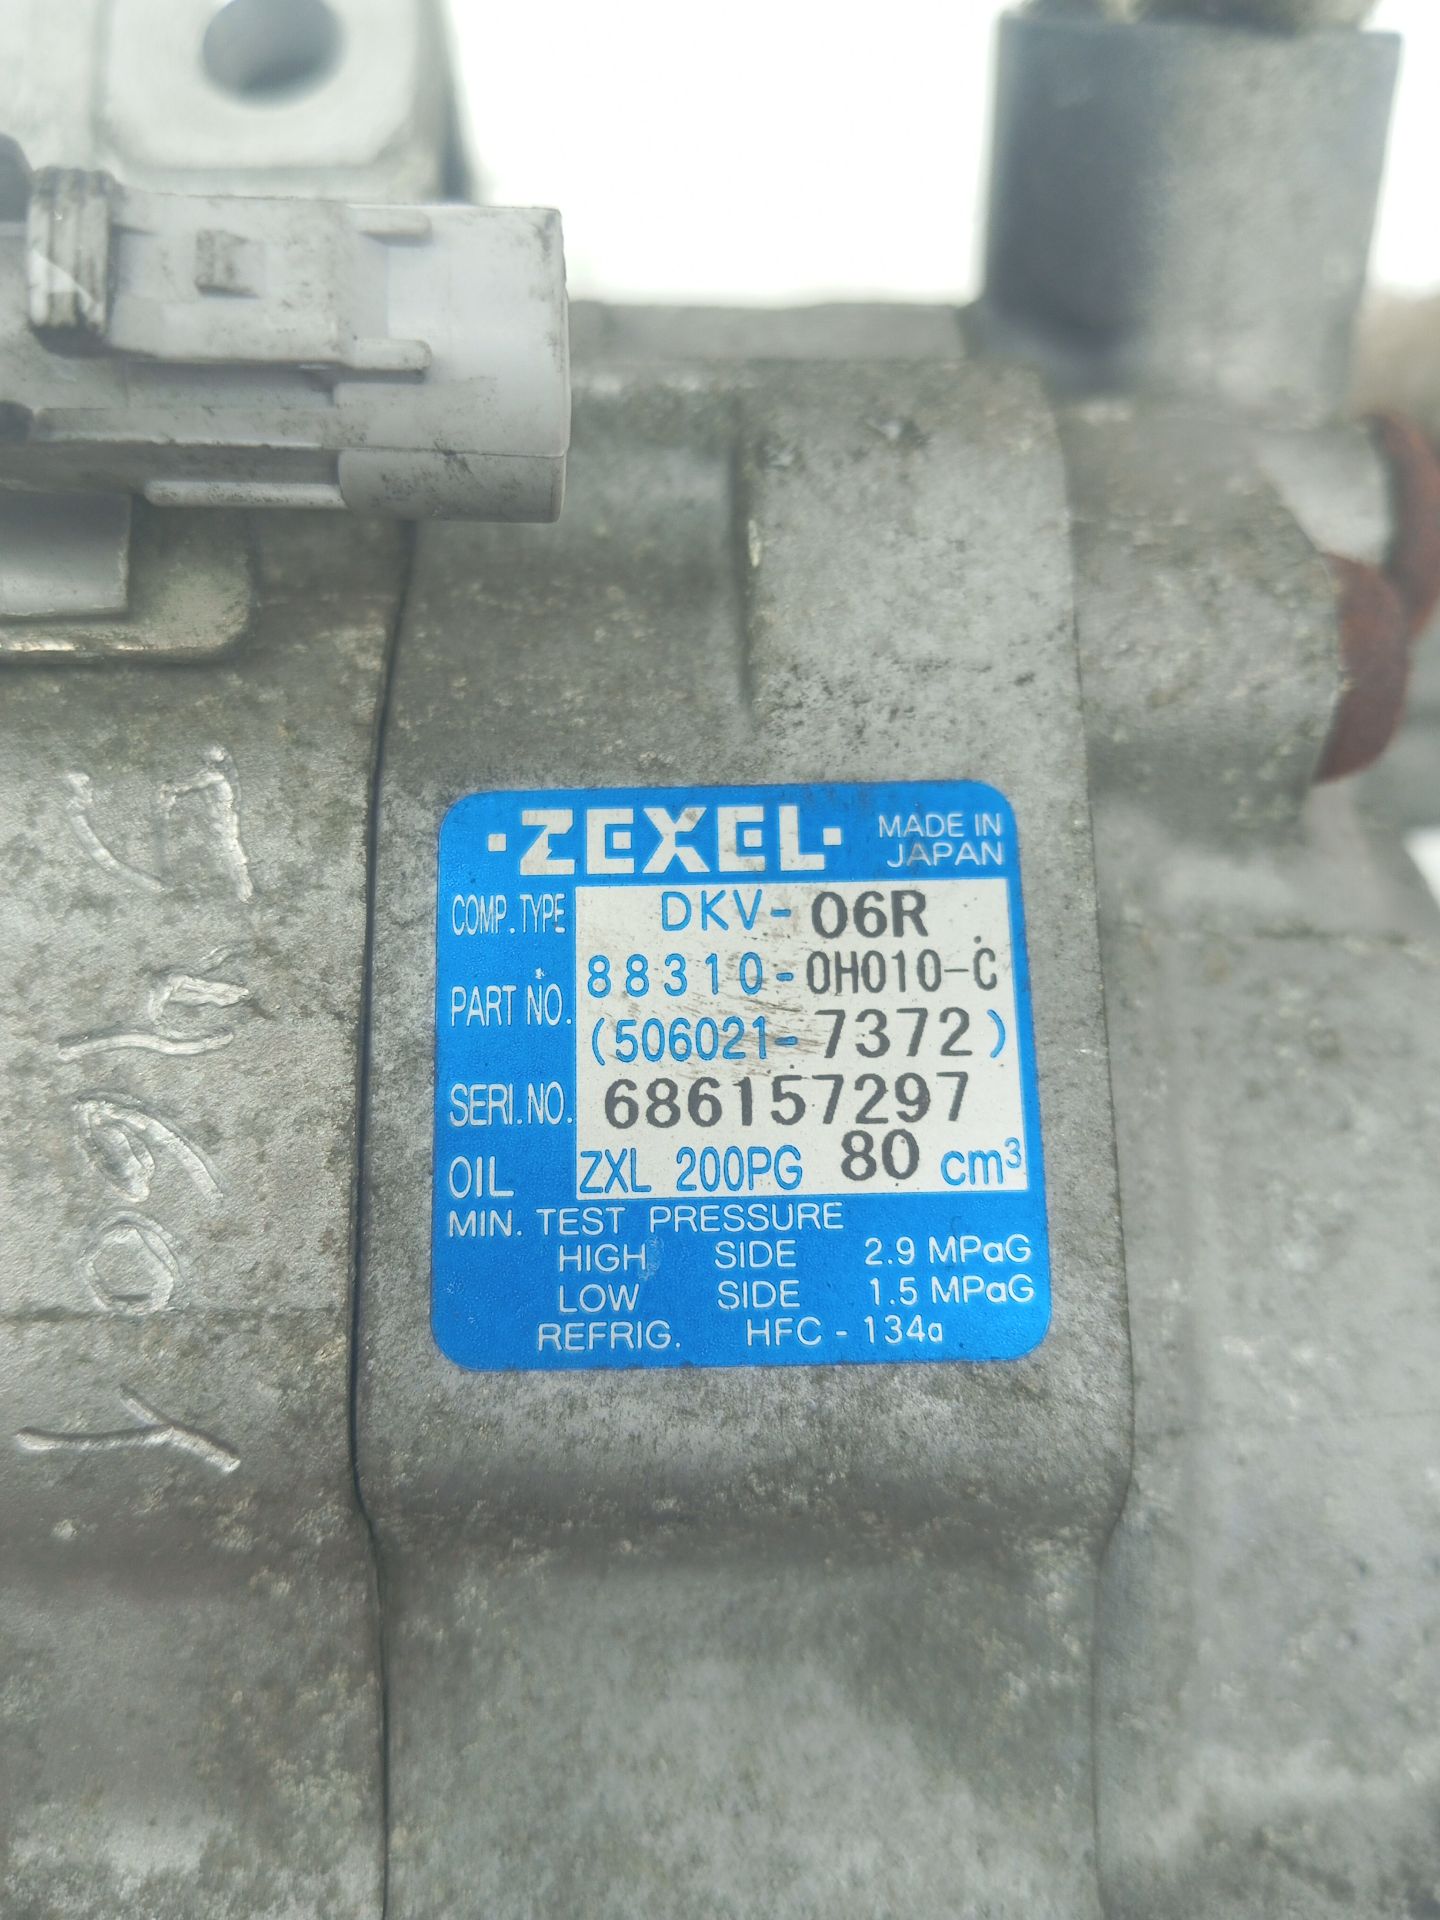 ·ZEXEL· MADE IN JAPAN
COMP. TYPE DKV-06R
PART NO. 88310-0H010-C
(506021-7372)
SERI. NO. 686157297
OIL ZXL 200PG 80 cm³
MIN. TEST PRESSURE
HIGH SIDE 2.9 MPaG
LOW SIDE 1.5 MPaG
REFRIG. HFC-134a